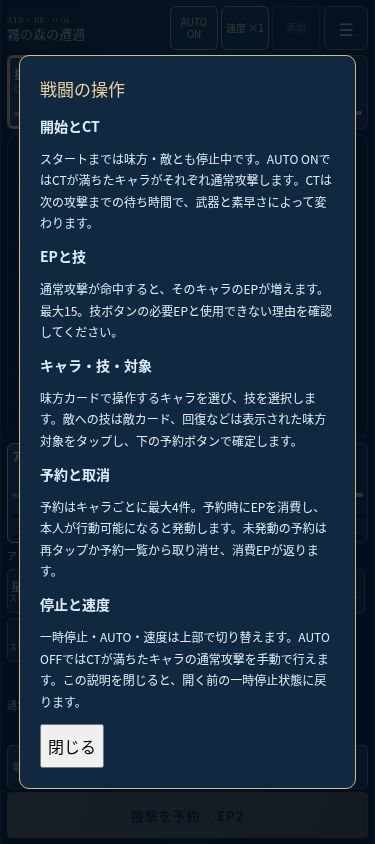 ATB・EP・0.0s
霧の森の遭遇
AUTO
ON
速度 ×1
再開
☰
戦闘の操作
開始とCT
スタートまでは味方・敵とも停止中です。AUTO ONで
はCTが満ちたキャラがそれぞれ通常攻撃します。CTは
次の攻撃までの待ち時間で、武器と素早さによって変
わります。
EPと技
通常攻撃が命中すると、そのキャラのEPが増えます。
最大15。技ボタンの必要EPと使用できない理由を確認
してください。
キャラ・技・対象
味方カードで操作するキャラを選び、技を選択しま
す。敵への技は敵カード、回復などは表示された味方
対象をタップし、下の予約ボタンで確定します。
予約と取消
予約はキャラごとに最大4件。予約時にEPを消費し、
本人が行動可能になると発動します。未発動の予約は
再タップか予約一覧から取り消せ、消費EPが返りま
す。
停止と速度
一時停止・AUTO・速度は上部で切り替えます。AUTO
OFFではCTが満ちたキャラの通常攻撃を手動で行えま
す。この説明を閉じると、開く前の一時停止状態に戻
ります。
閉じる
強撃を予約・EP2